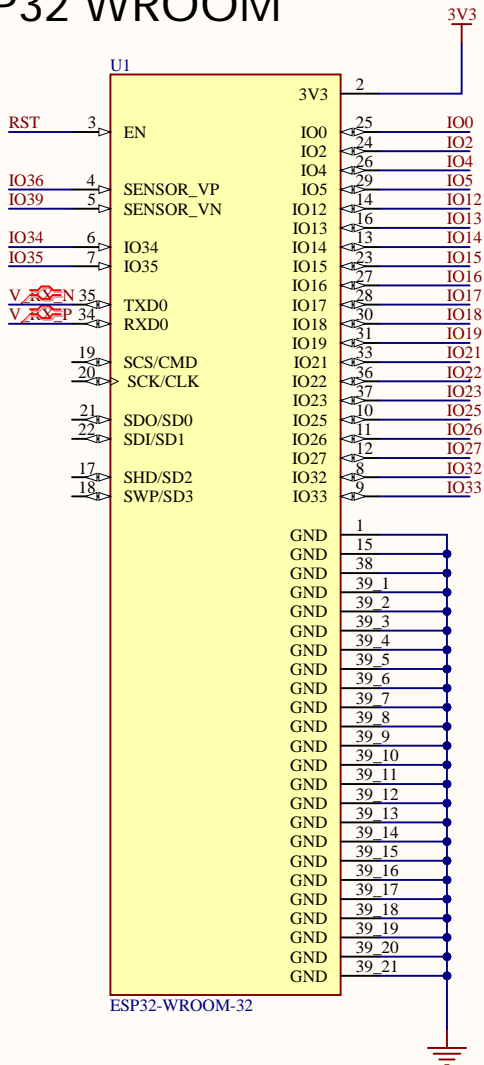 P32 WROOM
3V3
U1
3V3 2
RST 3 EN
IO0 25 IO0
IO2 24 IO2
IO4 26 IO4
IO36 4 SENSOR_VP
IO5 29 IO5
IO39 5 SENSOR_VN
IO12 14 IO12
IO13 16 IO13
IO34 6 IO34
IO14 13 IO14
IO35 7 IO35
IO15 23 IO15
IO16 27 IO16
35 TXD0
IO17 28 IO17
34 RXD0
IO18 30 IO18
IO19 31 IO19
19 SCS/CMD
IO21 33 IO21
20 SCK/CLK
IO22 36 IO22
IO23 37 IO23
21 SDO/SD0
IO25 10 IO25
22 SDI/SD1
IO26 11 IO26
IO27 12 IO27
17 SHD/SD2
IO32 8 IO32
18 SWP/SD3
IO33 9 IO33
GND 1
GND 15
GND 38
GND 39_1
GND 39_2
GND 39_3
GND 39_4
GND 39_5
GND 39_6
GND 39_7
GND 39_8
GND 39_9
GND 39_10
GND 39_11
GND 39_12
GND 39_13
GND 39_14
GND 39_15
GND 39_16
GND 39_17
GND 39_18
GND 39_19
GND 39_20
GND 39_21
ESP32-WROOM-32